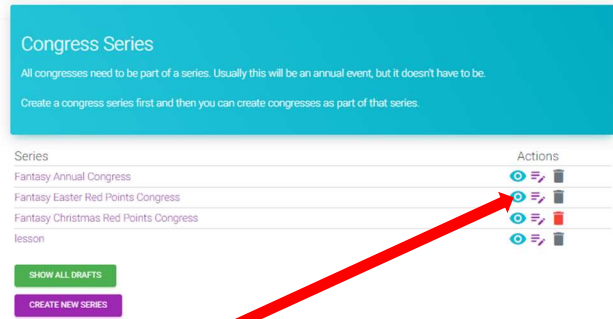 Congress Series
All congresses need to be part of a series. Usually this will be an annual event, but it doesn't have to be.
Create a congress series first and then you can create congresses as part of that series.
Series Actions
Fantasy Annual Congress
Fantasy Easter Red Points Congress
Fantasy Christmas Red Points Congress
lesson
SHOW ALL DRAFTS
CREATE NEW SERIES